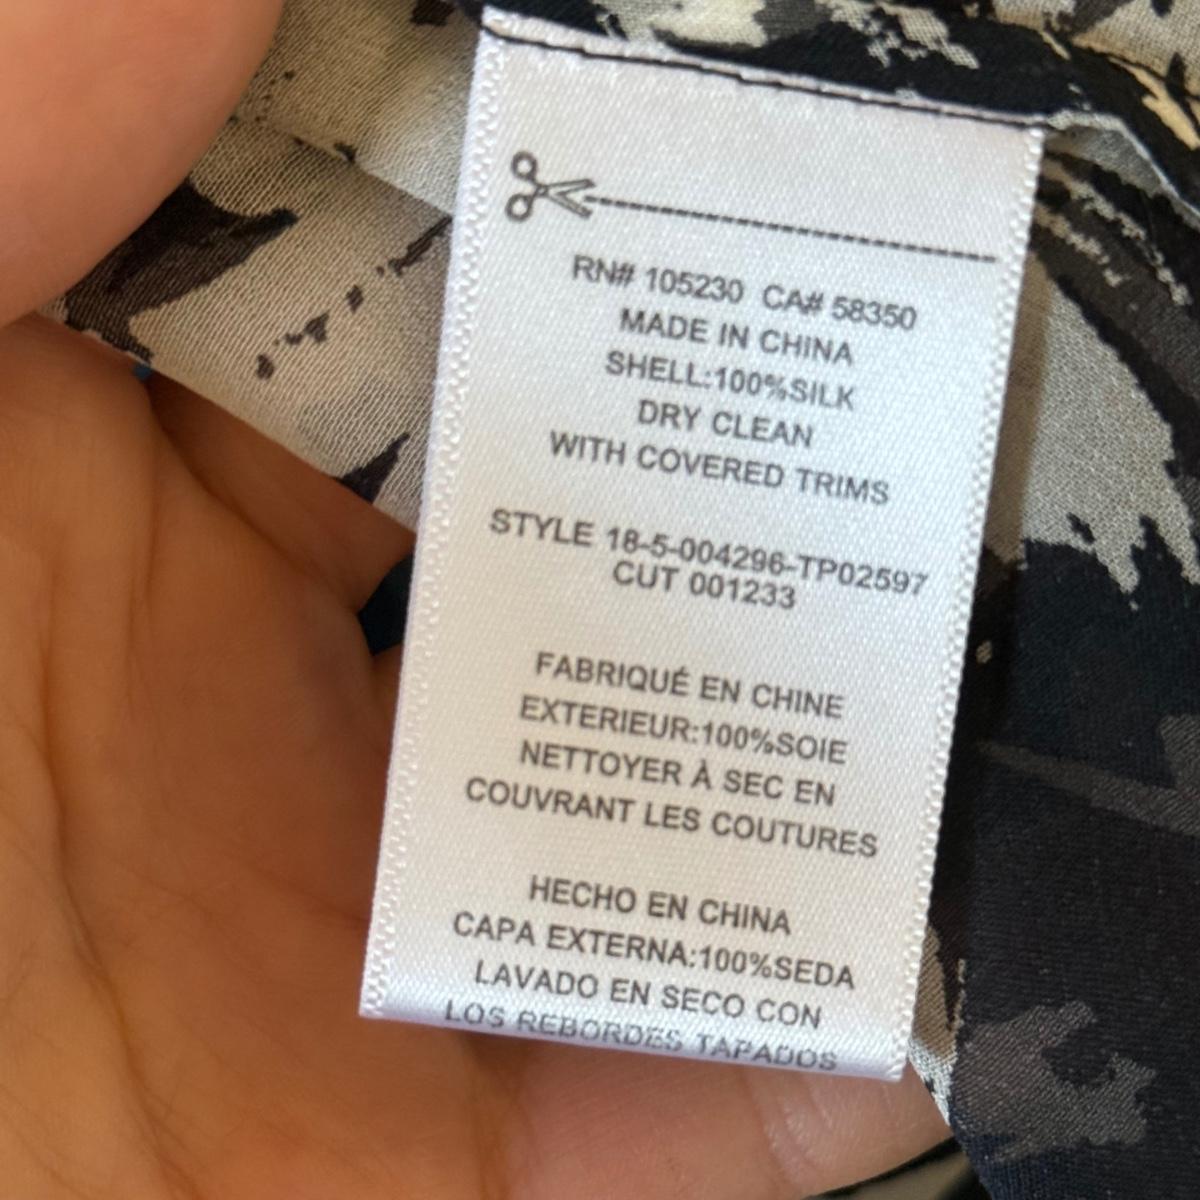 RN# 105230 CA# 58350
MADE IN CHINA
SHELL:100%SILK
DRY CLEAN
WITH COVERED TRIMS
STYLE 18-5-004296-TP02597
CUT 001233
FABRIQUÉ EN CHINE
EXTERIEUR:100%SOIE
NETTOYER À SEC EN
COUVRANT LES COUTURES
HECHO EN CHINA
CAPA EXTERNA:100%SEDA
LAVADO EN SECO CON
LOS REBORDES TAPADOS